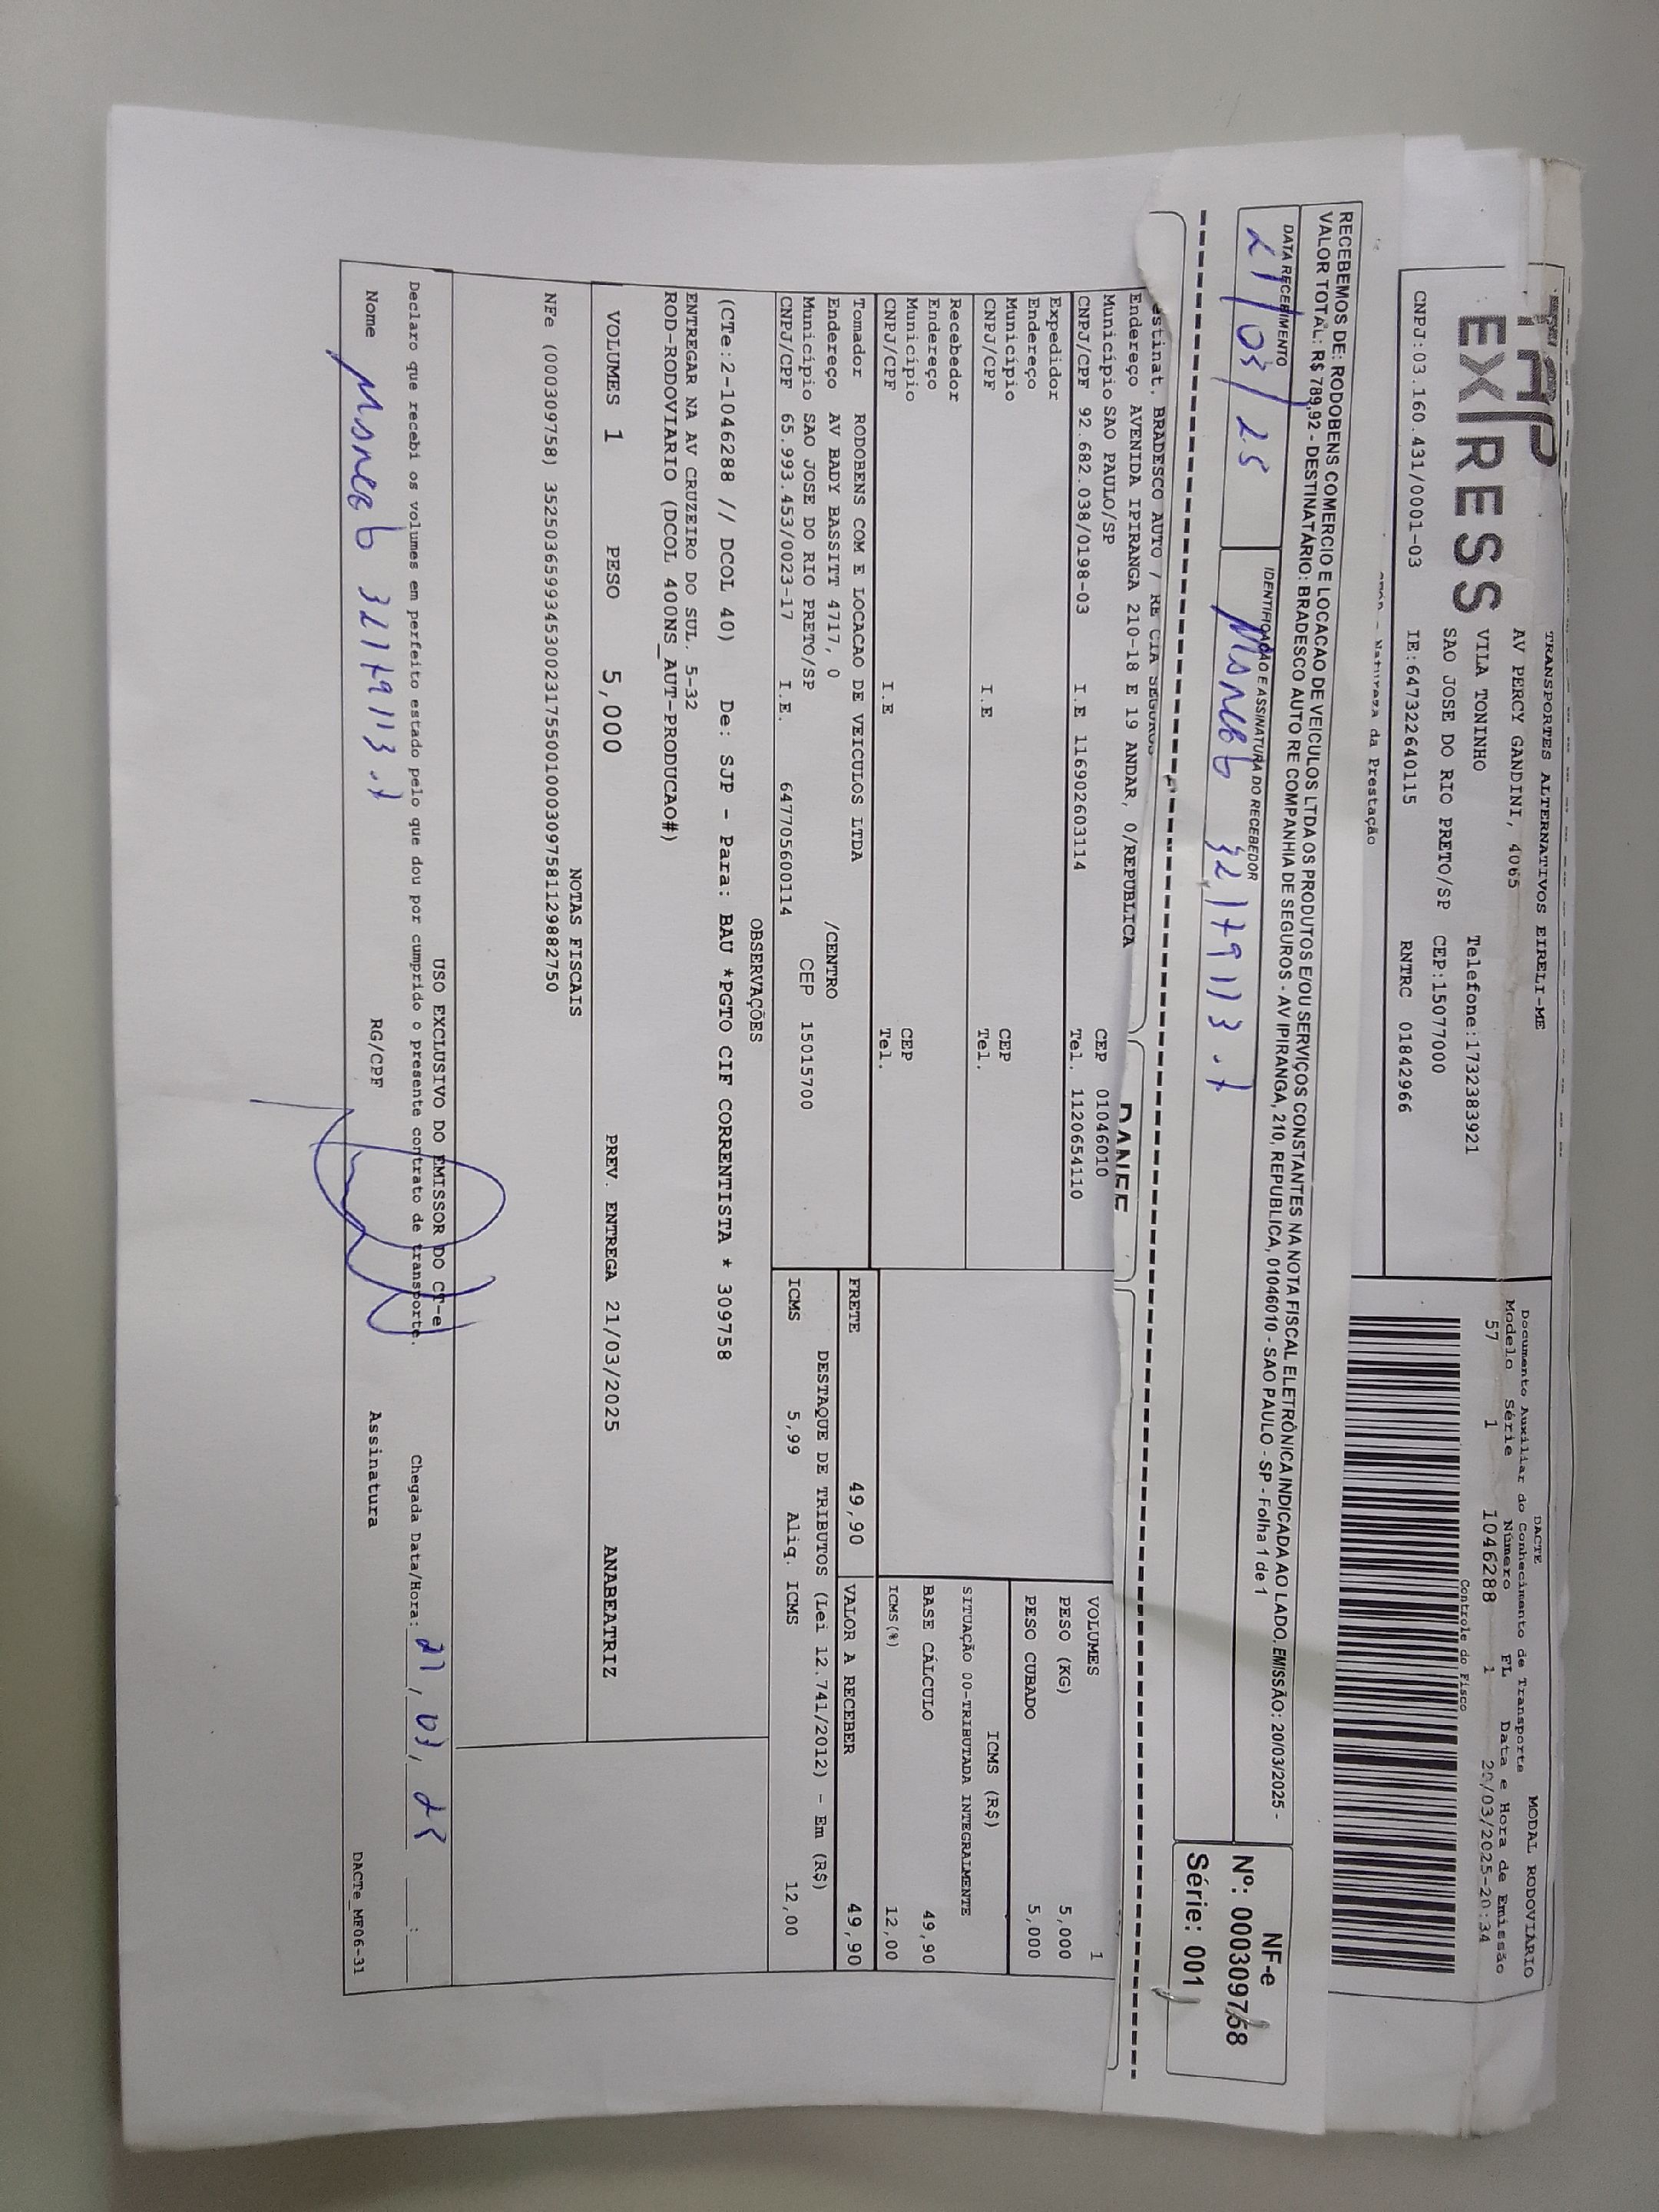 TRANSPORTES ALTERNATIVOS EIRELI-ME
AV PERCY GANDINI, 4065
VILA TONINHO Telefone:1732383921
SAO JOSE DO RIO PRETO/SP CEP:15077000
EXPRESS
CNPJ:03.160.431/0001-03 IE:647322640115 RNTRC 01842966
DACTE MODAL RODOVIÁRIO
Documento Auxiliar do Conhecimento de Transporte
Modelo Série Número FL Data e Hora de Emissão
57 1 1046288 1 20/03/2025-20:34
Controle do Fisco
Natureza da Prestação
RECEBEMOS DE: RODOBENS COMERCIO E LOCACAO DE VEICULOS LTDA OS PRODUTOS E/OU SERVIÇOS CONSTANTES NA NOTA FISCAL ELETRÔNICA INDICADA AO LADO. EMISSÃO: 20/03/2025 -
VALOR TOTAL: R$ 789,92 - DESTINATÁRIO: BRADESCO AUTO RE COMPANHIA DE SEGUROS - AV IPIRANGA, 210, REPUBLICA, 01046010 - SAO PAULO - SP - Folha 1 de 1
DATA RECEBIMENTO IDENTIFICAÇÃO E ASSINATURA DO RECEBEDOR
21/03/25 32.179.113.7
NF-e
Nº: 000309758
Série: 001
DANFE
estinat. BRADESCO AUTO / RE CIA SEGUROS
Endereço AVENIDA IPIRANGA 210-18 E 19 ANDAR, 0/REPUBLICA
Município SAO PAULO/SP CEP 01046010
CNPJ/CPF 92.682.038/0198-03 I.E 116902603114 Tel. 1120654110
Expedidor
Endereço
Município CEP
CNPJ/CPF I.E Tel.
Recebedor
Endereço
Município CEP
CNPJ/CPF I.E Tel.
VOLUMES 1
PESO (KG) 5,000
PESO CUBADO 5,000
ICMS (R$)
SITUAÇÃO 00-TRIBUTADA INTEGRALMENTE
BASE CÁLCULO 49,90
ICMS(%) 12,00
Tomador RODOBENS COM E LOCACAO DE VEICULOS LTDA
Endereço AV BADY BASSITT 4717, 0 /CENTRO
Município SAO JOSE DO RIO PRETO/SP CEP 15015700
CNPJ/CPF 65.993.453/0023-17 I.E. 647705600114
FRETE 49,90 VALOR A RECEBER 49,90
DESTAQUE DE TRIBUTOS (Lei 12.741/2012) - Em (R$)
ICMS 5,99 Aliq. ICMS 12,00
OBSERVAÇÕES
(CTe:2-1046288 // DCOL 40) De: SJP - Para: BAU *PGTO CIF CORRENTISTA * 309758
ENTREGAR NA AV CRUZEIRO DO SUL. 5-32
ROD-RODOVIARIO (DCOL 400NS_AUT-PRODUCAO#)
VOLUMES 1 PESO 5,000 PREV. ENTREGA 21/03/2025 ANABEATRIZ
NOTAS FISCAIS
NFe (000309758) 35250365993453002317550010003097581129882750
USO EXCLUSIVO DO EMISSOR DO CT-e
Declaro que recebi os volumes em perfeito estado pelo que dou por cumprido o presente contrato de transporte. Chegada Data/Hora: 21/03/25 :
Nome 32179113.7 RG/CPF Assinatura
DACTe_MF06-31